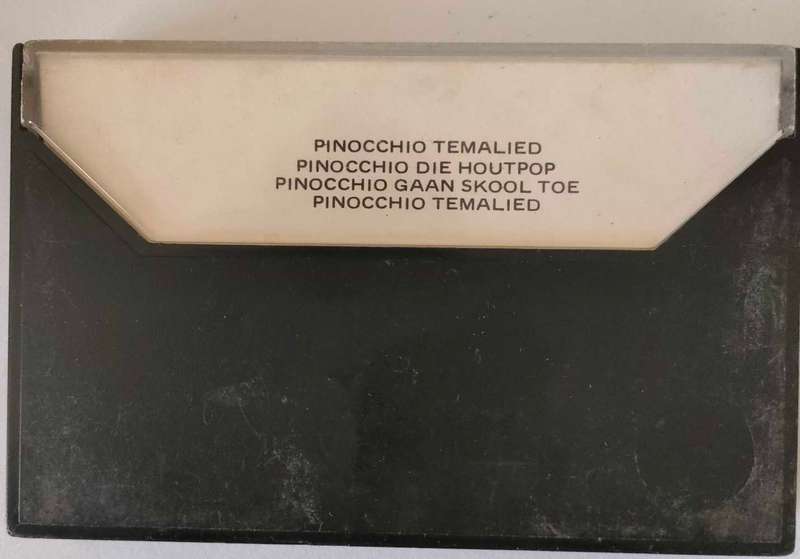 PINOCCHIO TEMALIED
PINOCCHIO DIE HOUTPOP
PINOCCHIO GAAN SKOOL TOE
PINOCCHIO TEMALIED